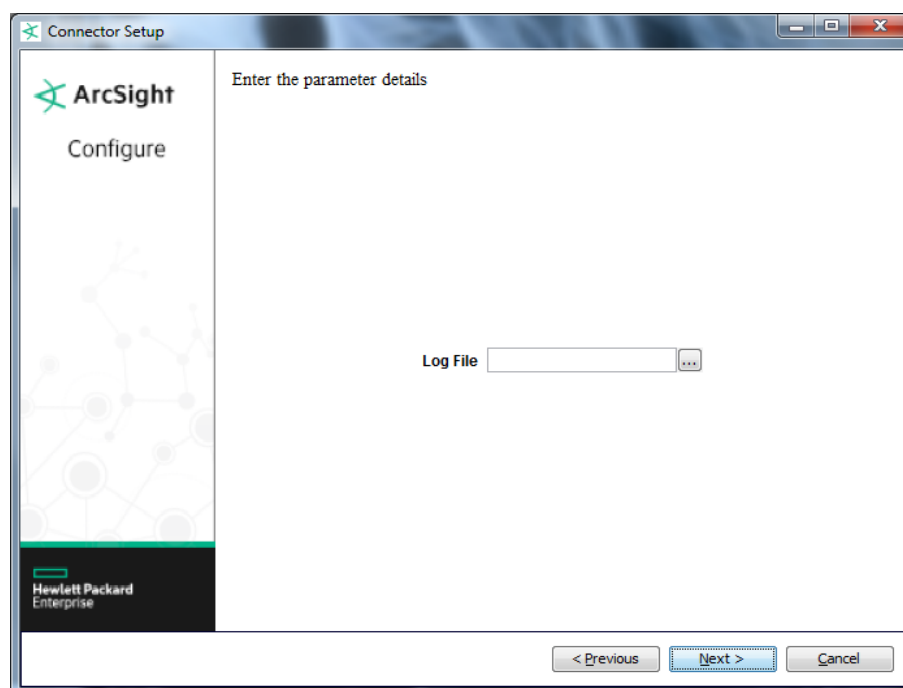 Connector Setup
ArcSight
Configure
Enter the parameter details
Log File
...
Hewlett Packard
Enterprise
< Previous
Next >
Cancel